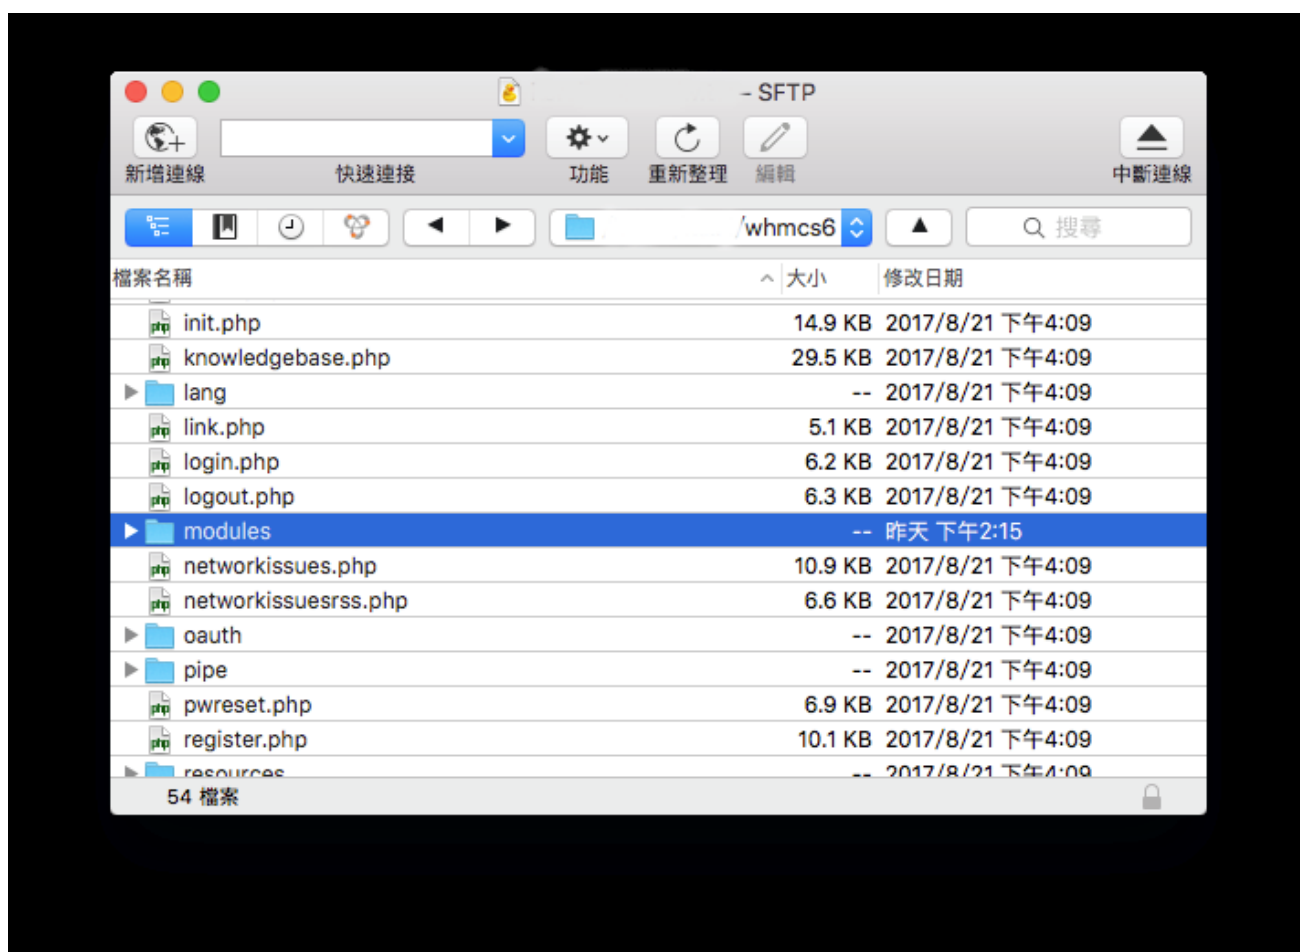 – SFTP
新增連線 快速連接 功能 重新整理 編輯 中斷連線
/whmcs6 搜尋
檔案名稱 大小 修改日期
init.php 14.9 KB 2017/8/21 下午4:09
knowledgebase.php 29.5 KB 2017/8/21 下午4:09
lang -- 2017/8/21 下午4:09
link.php 5.1 KB 2017/8/21 下午4:09
login.php 6.2 KB 2017/8/21 下午4:09
logout.php 6.3 KB 2017/8/21 下午4:09
modules -- 昨天 下午2:15
networkissues.php 10.9 KB 2017/8/21 下午4:09
networkissuesrss.php 6.6 KB 2017/8/21 下午4:09
oauth -- 2017/8/21 下午4:09
pipe -- 2017/8/21 下午4:09
pwreset.php 6.9 KB 2017/8/21 下午4:09
register.php 10.1 KB 2017/8/21 下午4:09
resources -- 2017/8/21 下午4:09
54 檔案